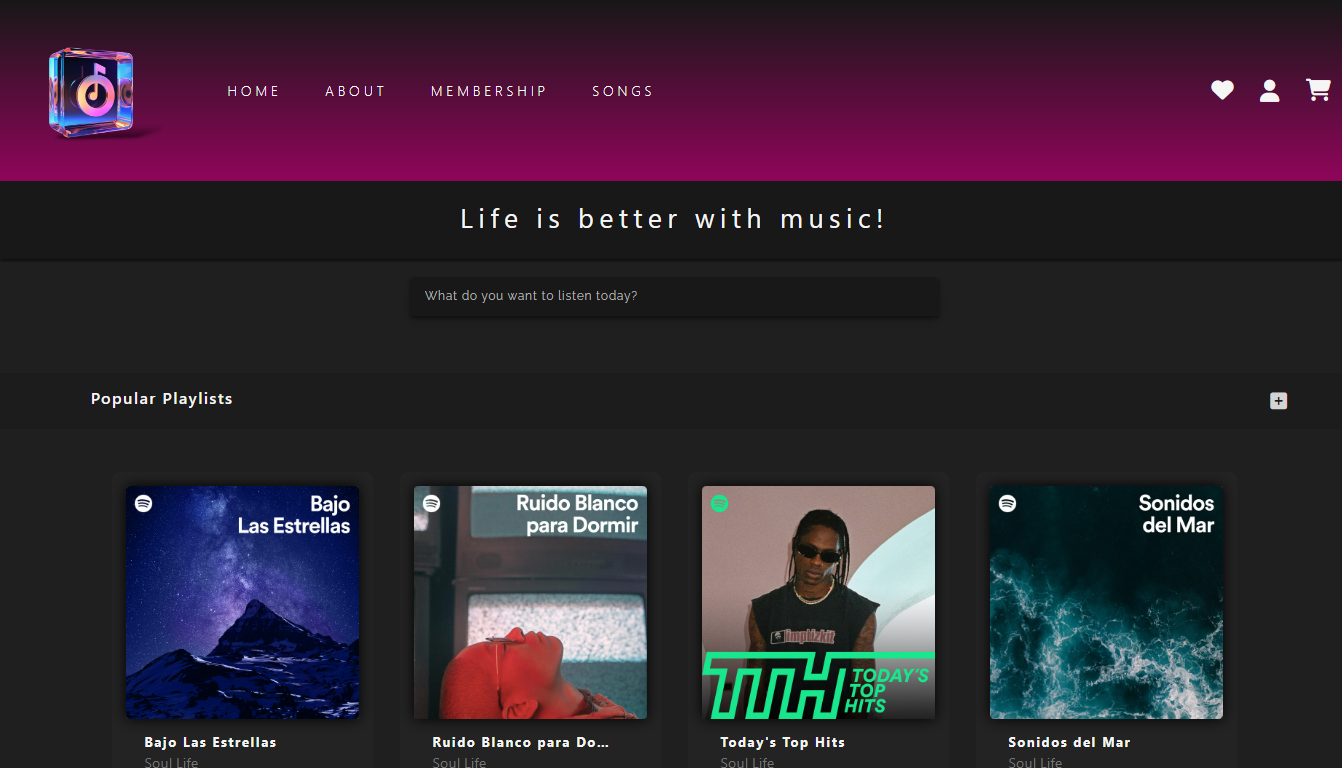 HOME ABOUT MEMBERSHIP SONGS
Life is better with music!
What do you want to listen today?
Popular Playlists
Bajo
Las Estrellas
Ruido Blanco
para Dormir
limpbizkit
TTH TODAY'S
TOP
HITS
Sonidos
del Mar
Bajo Las Estrellas
Soul Life
Ruido Blanco para Do...
Soul Life
Today's Top Hits
Soul Life
Sonidos del Mar
Soul Life